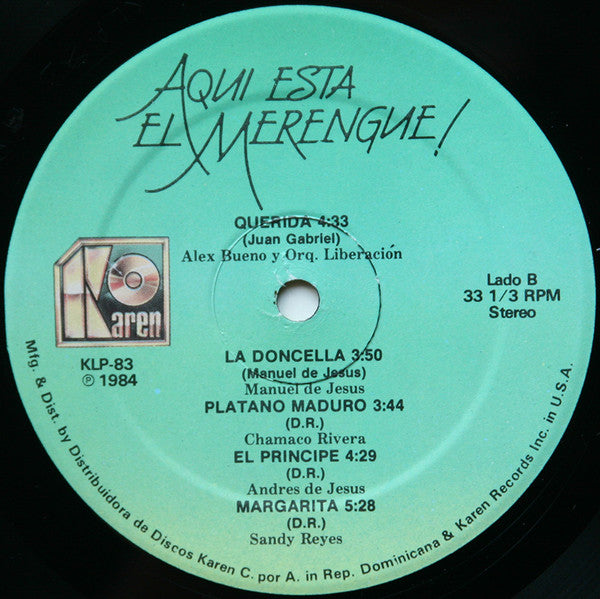 AQUI ESTA
EL MERENGUE!
QUERIDA 4:33
(Juan Gabriel)
Alex Bueno y Orq. Liberación
Karen
KLP-83
℗ 1984
Lado B
33 1/3 RPM
Stereo
LA DONCELLA 3:50
(Manuel de Jesus)
Manuel de Jesus
PLATANO MADURO 3:44
(D.R.)
Chamaco Rivera
EL PRINCIPE 4:29
(D.R.)
Andres de Jesus
MARGARITA 5:28
(D.R.)
Sandy Reyes
Mfg. & Dist. by Distribuidora de Discos Karen C. por A. in Rep. Dominicana & Karen Records Inc. in U.S.A.